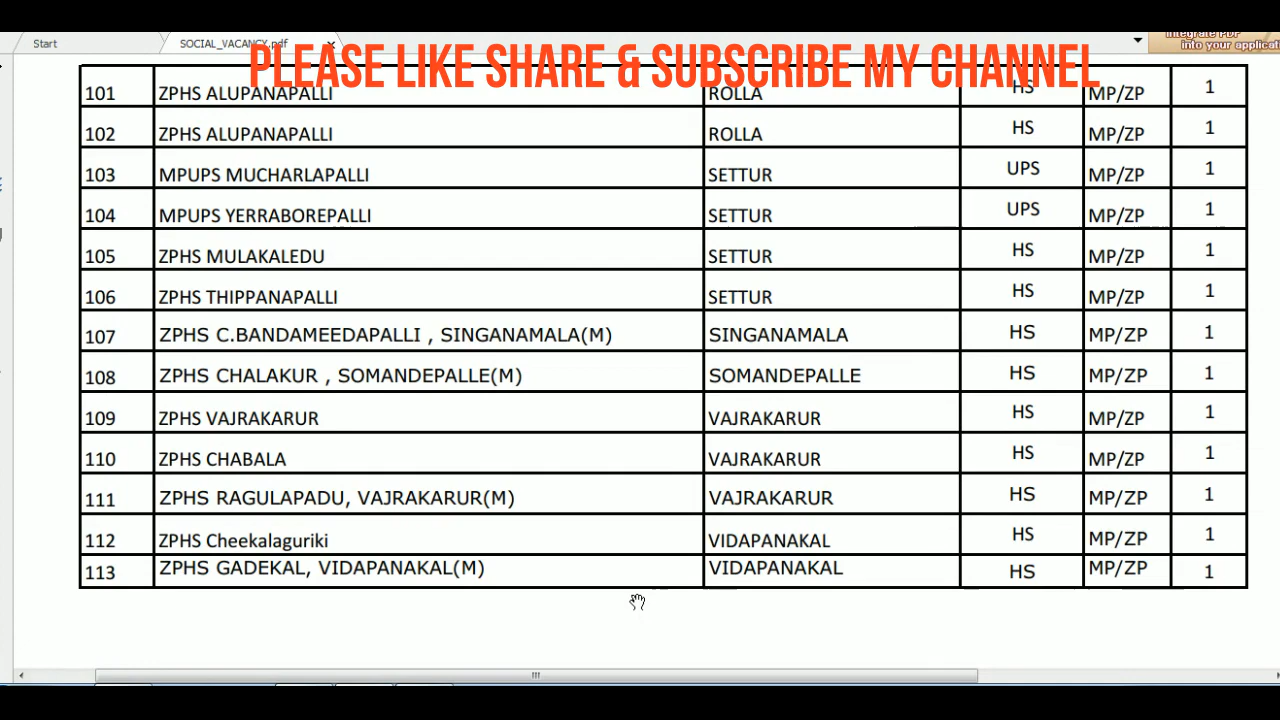 Start
SOCIAL_VACANCY.pdf
Integrate PDF
into your applicat
PLEASE LIKE SHARE & SUBSCRIBE MY CHANNEL
101 ZPHS ALUPANAPALLI ROLLA HS MP/ZP 1
102 ZPHS ALUPANAPALLI ROLLA HS MP/ZP 1
103 MPUPS MUCHARLAPALLI SETTUR UPS MP/ZP 1
104 MPUPS YERRABOREPALLI SETTUR UPS MP/ZP 1
105 ZPHS MULAKALEDU SETTUR HS MP/ZP 1
106 ZPHS THIPPANAPALLI SETTUR HS MP/ZP 1
107 ZPHS C.BANDAMEEDAPALLI , SINGANAMALA(M) SINGANAMALA HS MP/ZP 1
108 ZPHS CHALAKUR , SOMANDEPALLE(M) SOMANDEPALLE HS MP/ZP 1
109 ZPHS VAJRAKARUR VAJRAKARUR HS MP/ZP 1
110 ZPHS CHABALA VAJRAKARUR HS MP/ZP 1
111 ZPHS RAGULAPADU, VAJRAKARUR(M) VAJRAKARUR HS MP/ZP 1
112 ZPHS Cheekalaguriki VIDAPANAKAL HS MP/ZP 1
113 ZPHS GADEKAL, VIDAPANAKAL(M) VIDAPANAKAL HS MP/ZP 1